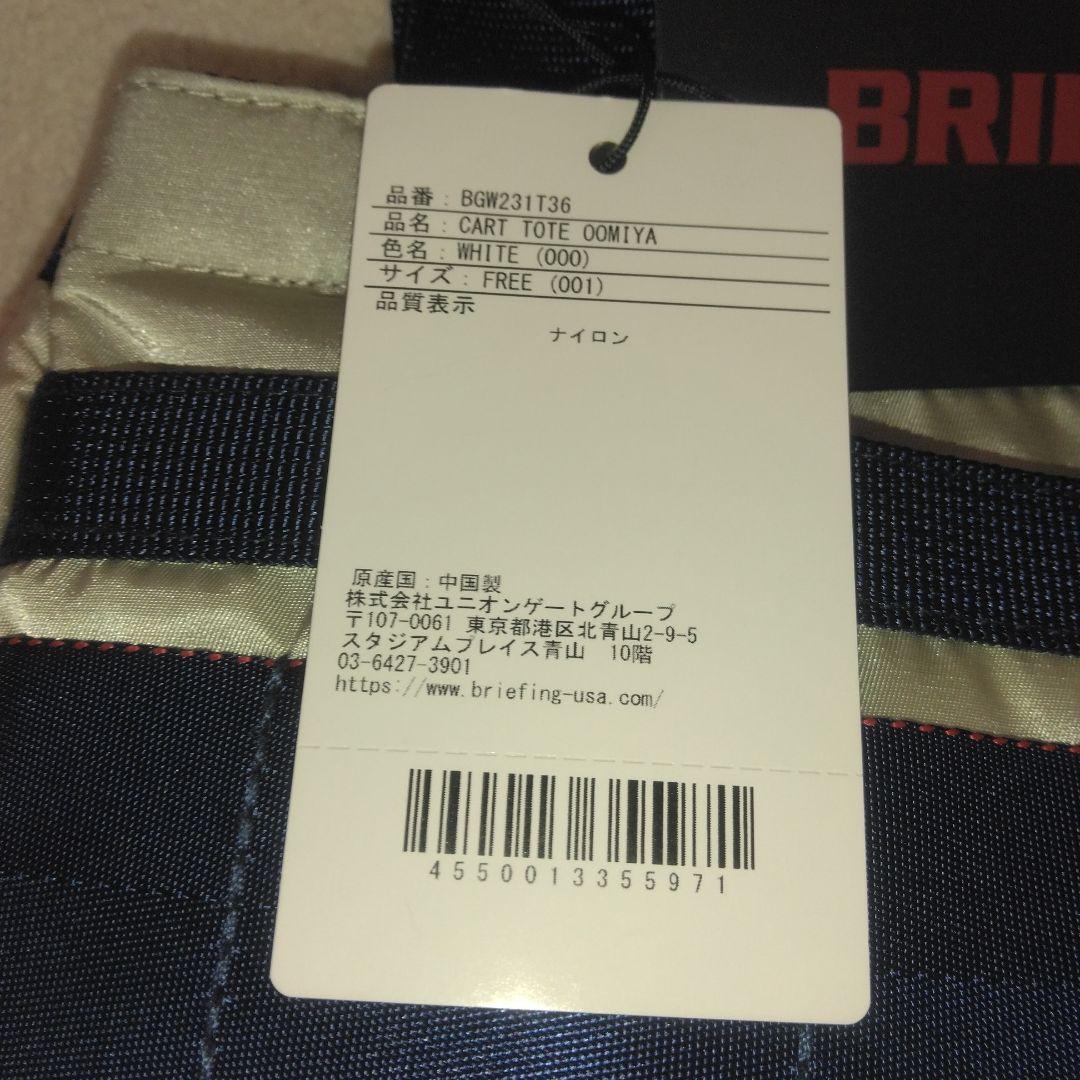 BRI
品番：BGW231T36
品名：CART TOTE OOMIYA
色名：WHITE (000)
サイズ：FREE (001)
品質表示
ナイロン
原産国：中国製
株式会社ユニオンゲートグループ
〒107-0061 東京都港区北青山2-9-5
スタジアムプレイス青山　10階
03-6427-3901
https://www.briefing-usa.com/
4550013355971